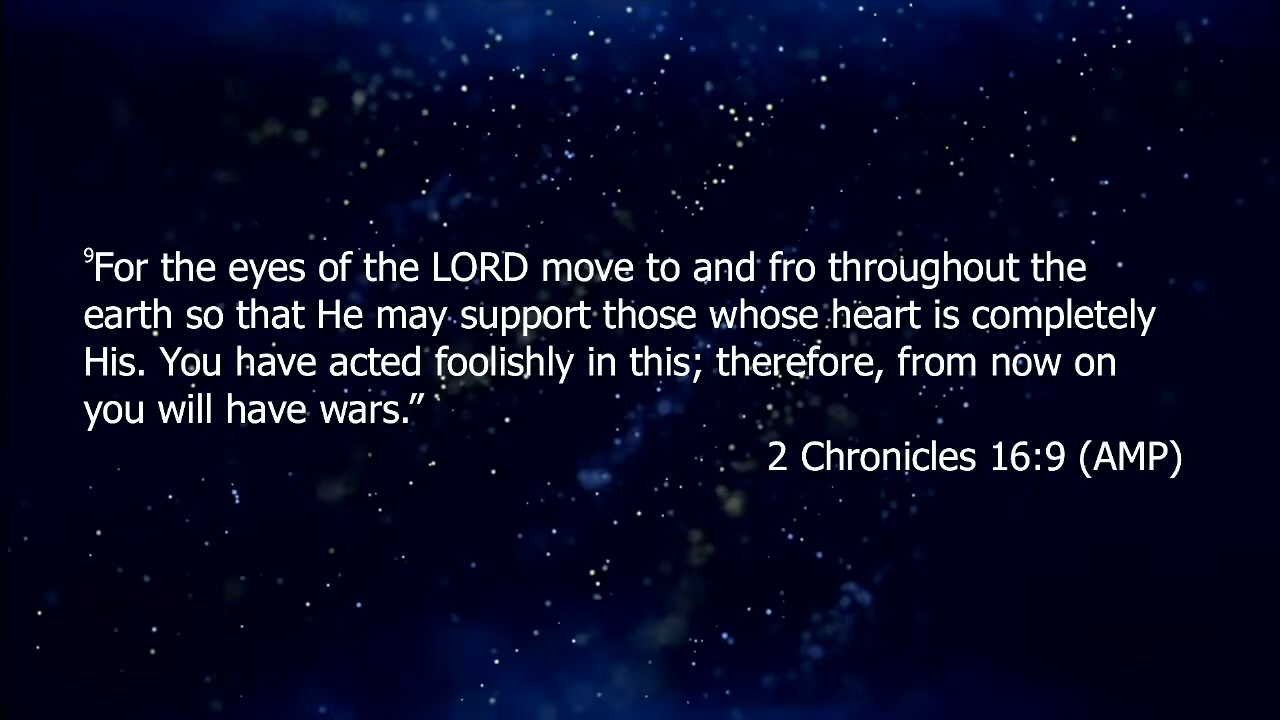 ⁹For the eyes of the LORD move to and fro throughout the
earth so that He may support those whose heart is completely
His. You have acted foolishly in this; therefore, from now on
you will have wars.”
2 Chronicles 16:9 (AMP)